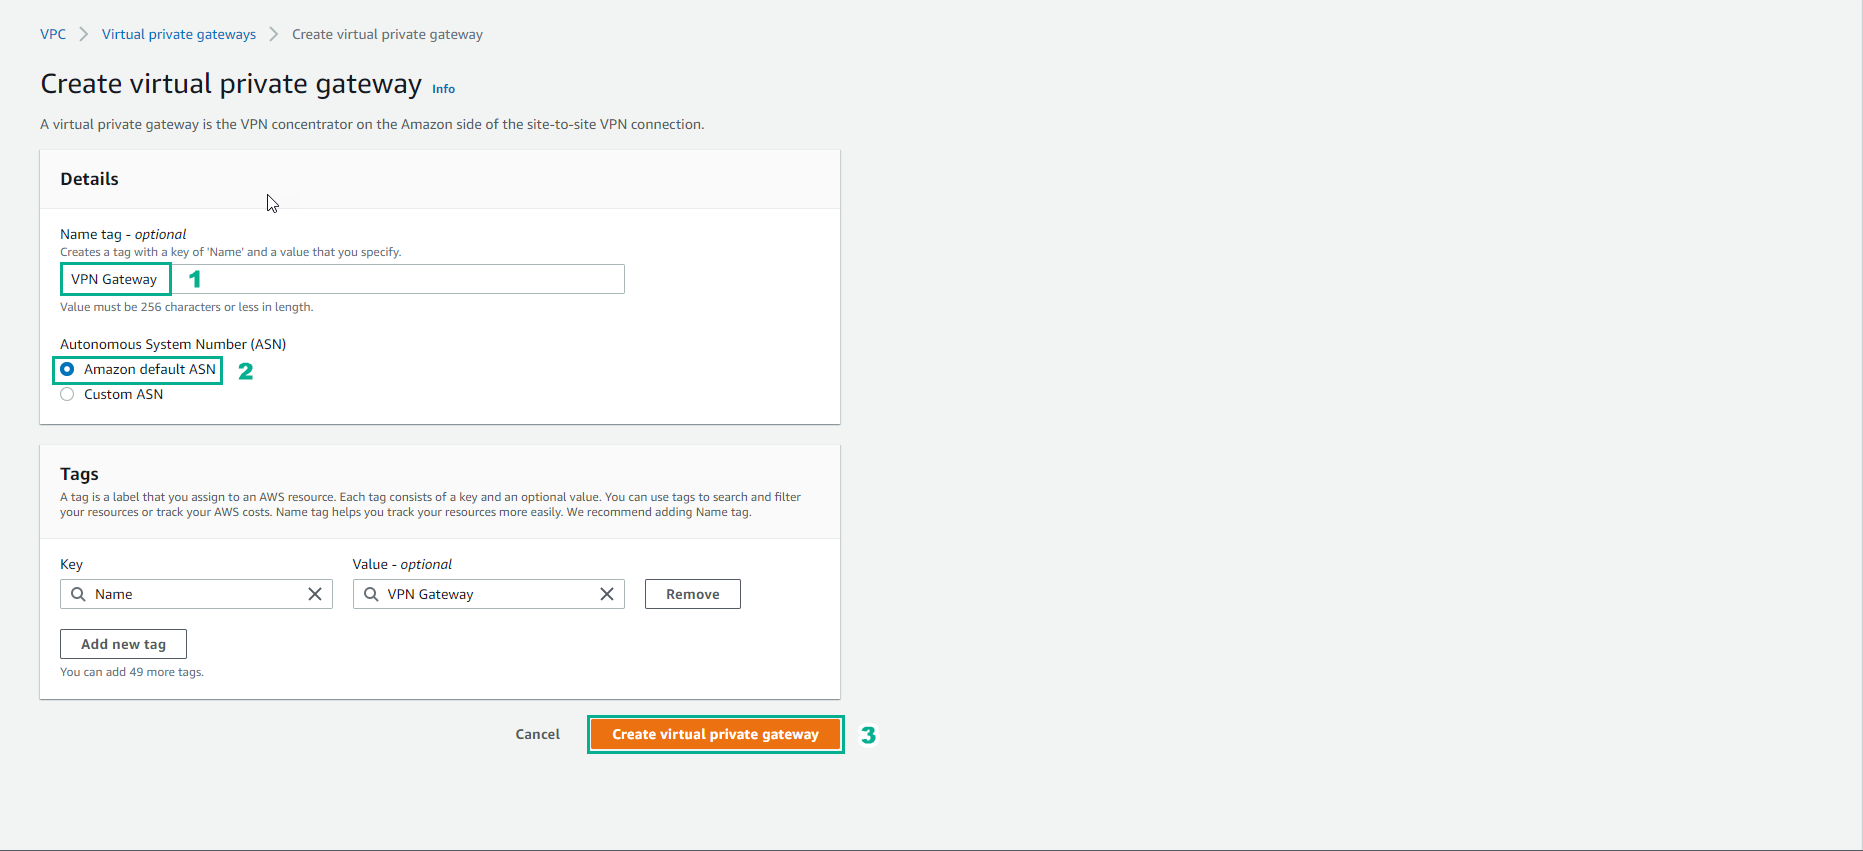 VPC > Virtual private gateways > Create virtual private gateway
Create virtual private gateway Info
A virtual private gateway is the VPN concentrator on the Amazon side of the site-to-site VPN connection.
Details
Name tag - optional
Creates a tag with a key of 'Name' and a value that you specify.
VPN Gateway 1
Value must be 256 characters or less in length.
Autonomous System Number (ASN)
Amazon default ASN 2
Custom ASN
Tags
A tag is a label that you assign to an AWS resource. Each tag consists of a key and an optional value. You can use tags to search and filter
your resources or track your AWS costs. Name tag helps you track your resources more easily. We recommend adding Name tag.
Key Value - optional
Name VPN Gateway Remove
Add new tag
You can add 49 more tags.
Cancel Create virtual private gateway 3